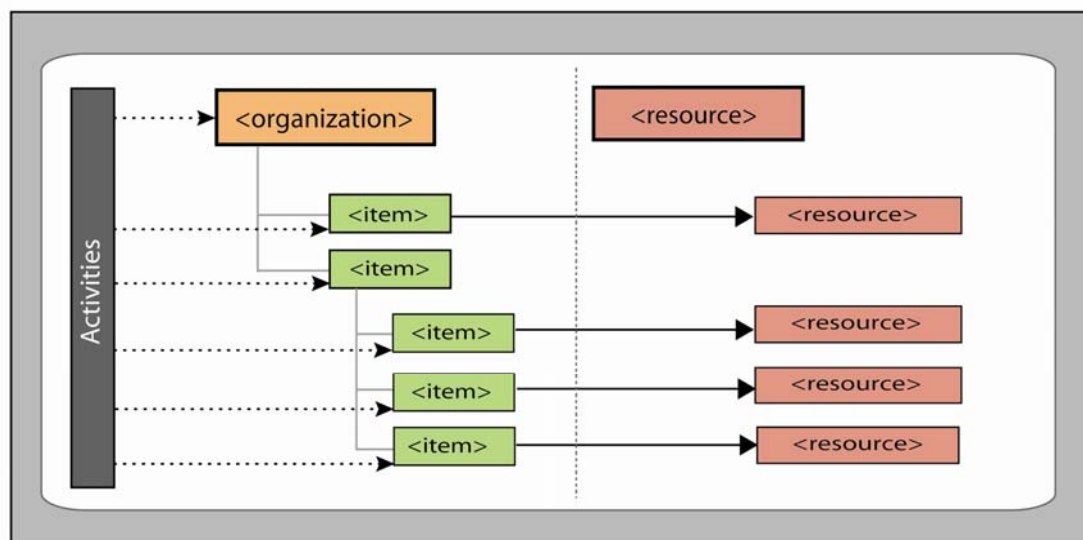 Activities
<organization>
<resource>
<item>
<resource>
<item>
<item>
<resource>
<item>
<resource>
<item>
<resource>